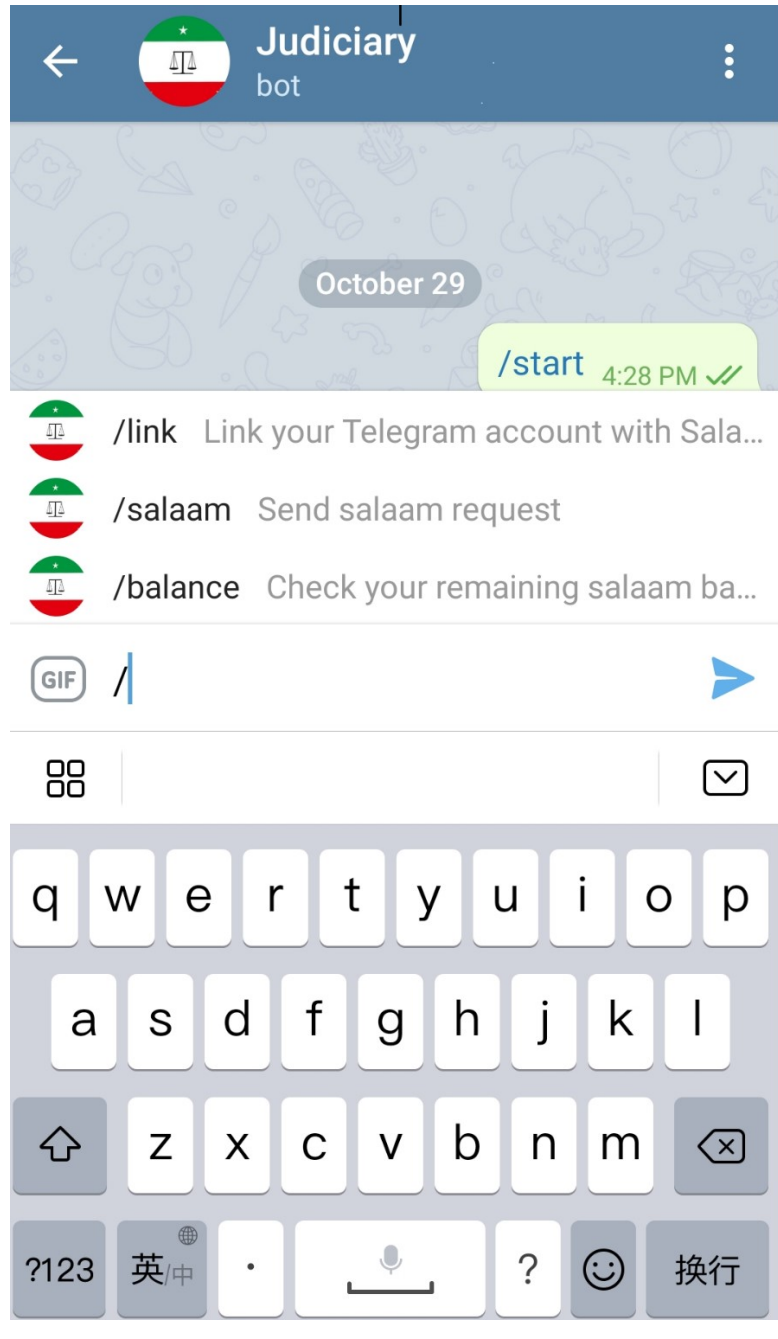 Judiciary
bot
October 29
/start 4:28 PM
/link Link your Telegram account with Sala...
/salaam Send salaam request
/balance Check your remaining salaam ba...
GIF /
q w e r t y u i o p
a s d f g h j k l
z x c v b n m
?123 英/中 . ? 换行